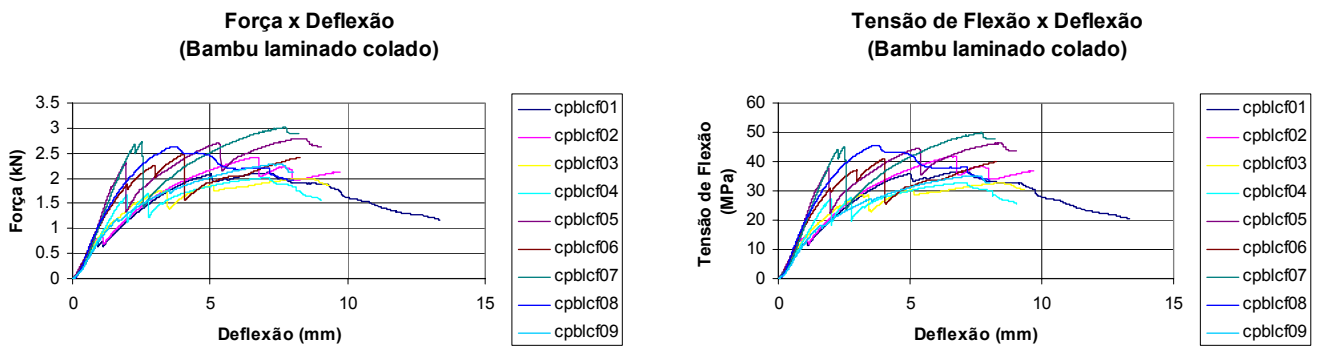 Força x Deflexão
(Bambu laminado colado)
3.5
3
2.5
2
1.5
1
0.5
0
Força (kN)
0
5
10
15
Deflexão (mm)
cpblcf01
cpblcf02
cpblcf03
cpblcf04
cpblcf05
cpblcf06
cpblcf07
cpblcf08
cpblcf09
Tensão de Flexão x Deflexão
(Bambu laminado colado)
60
50
40
30
20
10
0
Tensão de Flexão
(MPa)
0
5
10
15
Deflexão (mm)
cpblcf01
cpblcf02
cpblcf03
cpblcf04
cpblcf05
cpblcf06
cpblcf07
cpblcf08
cpblcf09